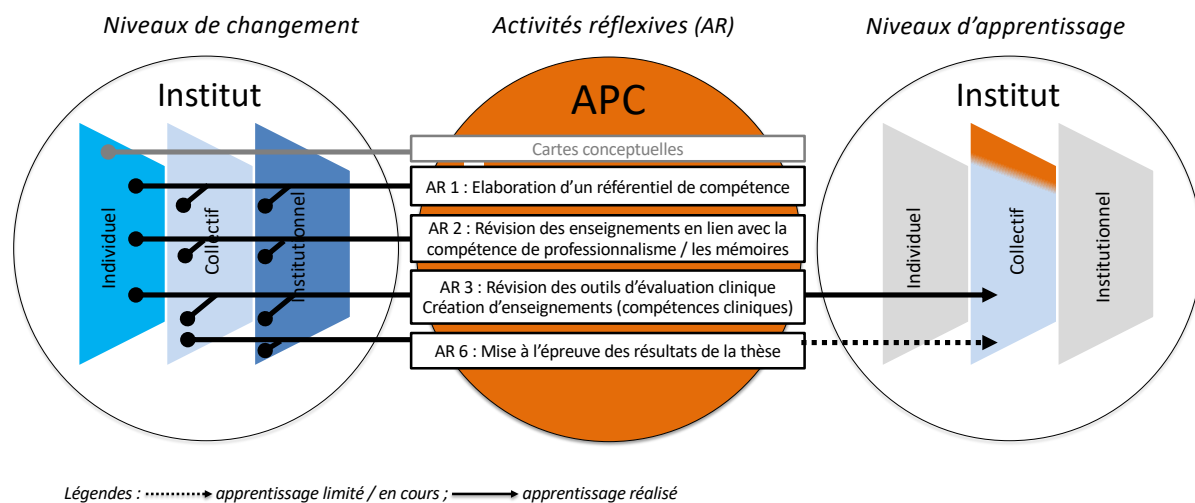 Niveaux de changement
Activités réflexives (AR)
Niveaux d’apprentissage
Institut
APC
Institut
Individuel
Collectif
Institutionnel
Cartes conceptuelles
AR 1 : Elaboration d’un référentiel de compétence
AR 2 : Révision des enseignements en lien avec la
compétence de professionnalisme / les mémoires
AR 3 : Révision des outils d’évaluation clinique
Création d’enseignements (compétences cliniques)
AR 6 : Mise à l’épreuve des résultats de la thèse
Individuel
Collectif
Institutionnel
Légendes : apprentissage limité / en cours ; apprentissage réalisé